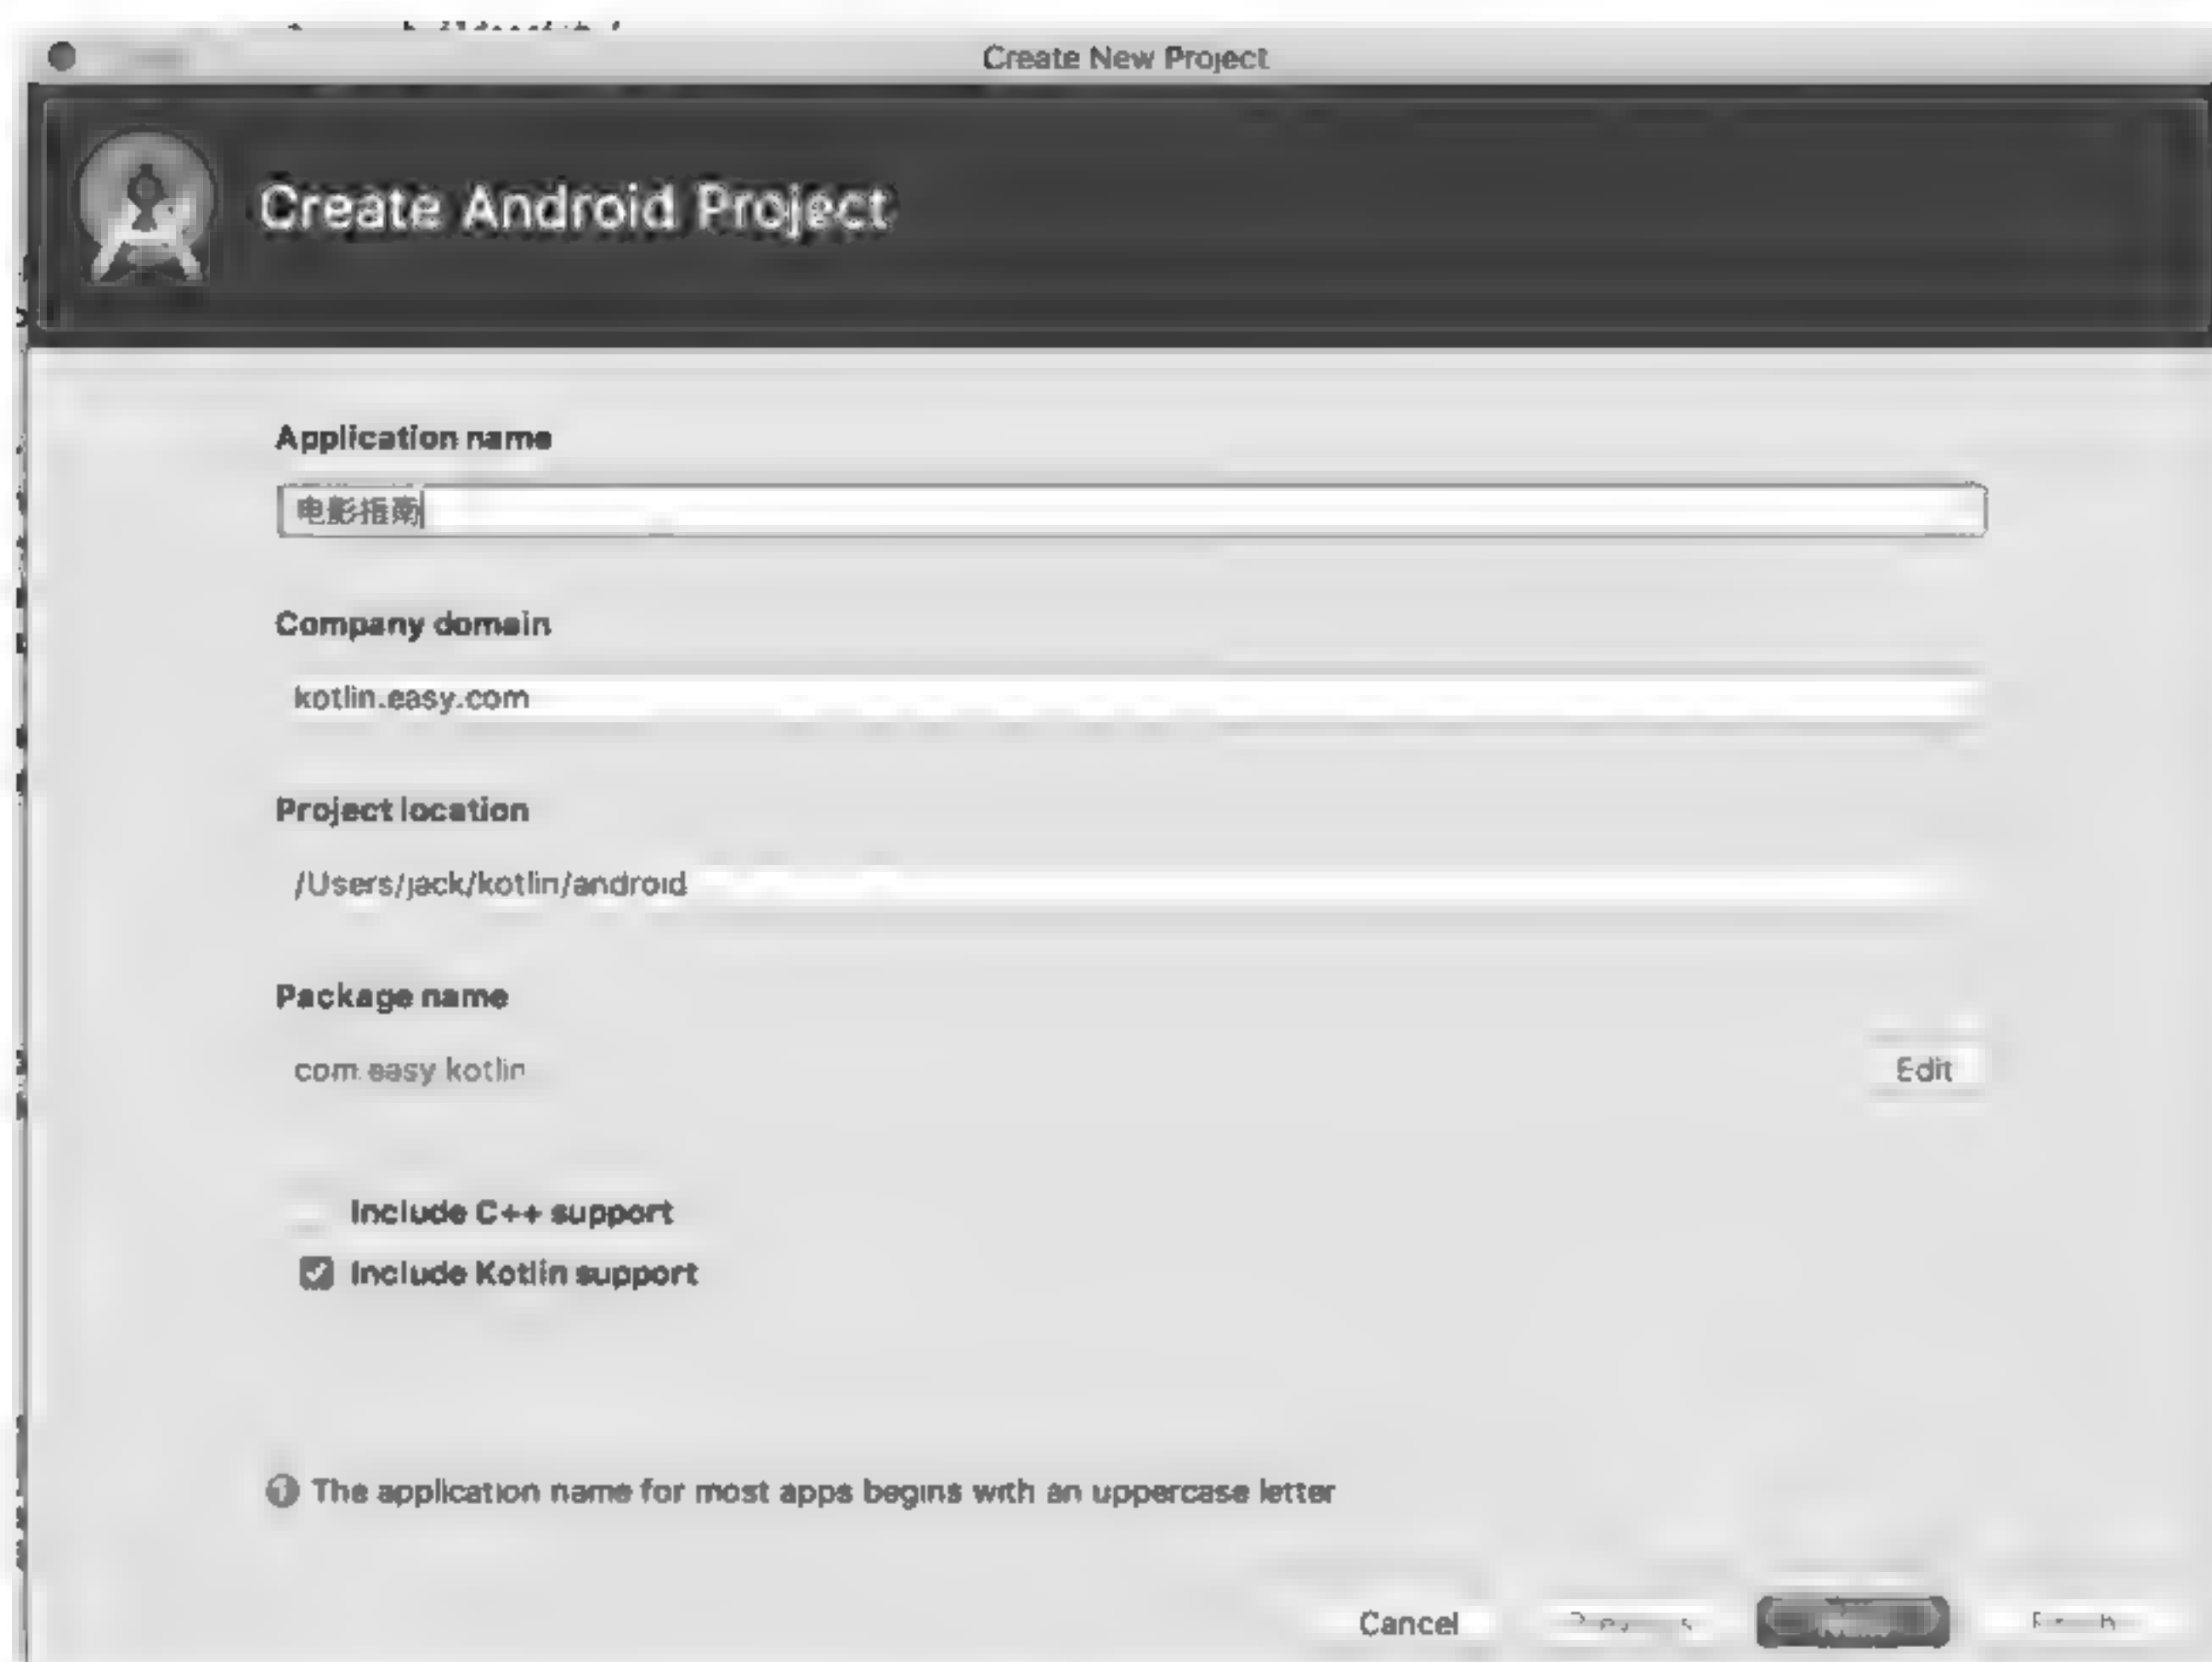 Create New Project
Create Android Project
Application name
电影指南
Company domain
kotlin.easy.com
Project location
/Users/jack/kotlin/android
Package name
com.easy.kotlin
Edit
Include C++ support
Include Kotlin support
The application name for most apps begins with an uppercase letter
Cancel